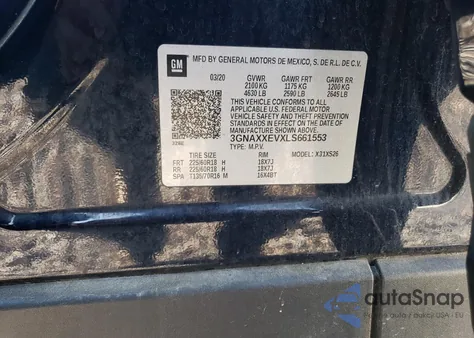 GM
MFD BY GENERAL MOTORS DE MEXICO, S. DE R.L. DE C.V.
03/20 GVWR GAWR FRT GAWR RR
2100 KG 1175 KG 1200 KG
4630 LB 2590 LB 2645 LB
THIS VEHICLE CONFORMS TO ALL
APPLICABLE U.S. FEDERAL MOTOR
VEHICLE SAFETY AND THEFT
PREVENTION STANDARDS IN EFFECT
ON THE DATE OF MANUFACTURE
SHOWN ABOVE.
3GNAXXEVXLS661553
TYPE: M.P.V. MODEL: X31XS26
TIRE SIZE RIM
FRT 225/60R18 H 18X7J
RR 225/60R18 H 18X7J
SPA T135/70R16 M 16X4BT
autaSnap